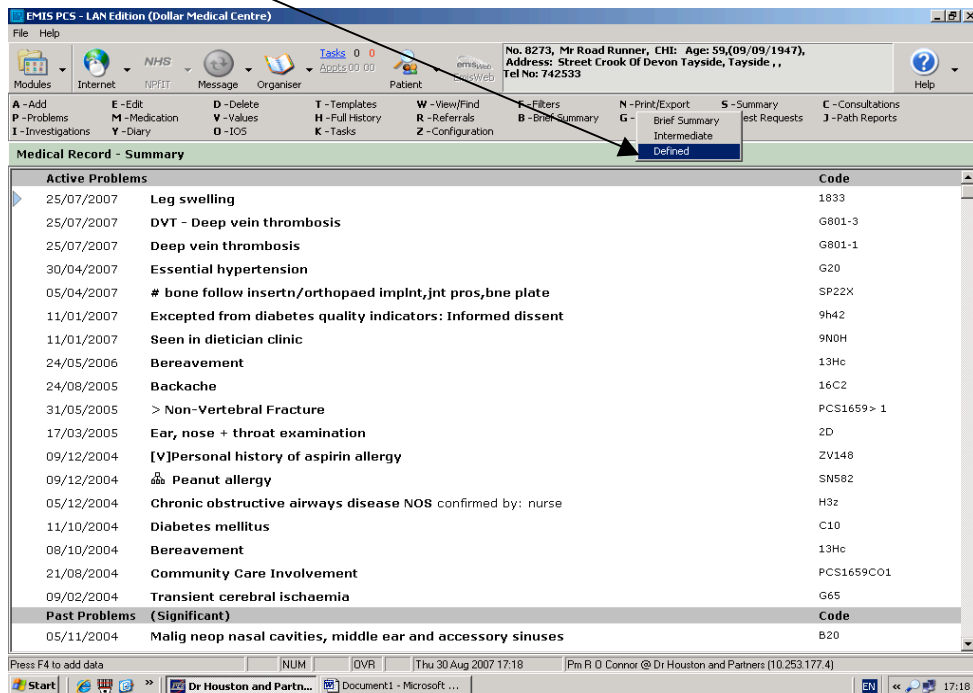 EMIS PCS - LAN Edition (Dollar Medical Centre)
File Help
Modules Internet NHS NPfIT Message Organiser Tasks 0 0 Appts 00 00 Patient emisweb EmisWeb
No. 8273, Mr Road Runner, CHI: Age: 59,(09/09/1947),
Address: Street Crook Of Devon Tayside, Tayside , ,
Tel No: 742533
Help
A -Add E -Edit D -Delete T -Templates W -View/Find F -Filters N -Print/Export S -Summary C -Consultations
P -Problems M -Medication V -Values H -Full History R -Referrals B -Brief Summary G - est Requests J -Path Reports
I -Investigations Y -Diary O -IOS K -Tasks Z -Configuration
Brief Summary
Intermediate
Defined
Medical Record - Summary
Active Problems Code
25/07/2007 Leg swelling 1833
25/07/2007 DVT - Deep vein thrombosis G801-3
25/07/2007 Deep vein thrombosis G801-1
30/04/2007 Essential hypertension G20
05/04/2007 # bone follow insertn/orthopaed implnt,jnt pros,bne plate SP22X
11/01/2007 Excepted from diabetes quality indicators: Informed dissent 9h42
11/01/2007 Seen in dietician clinic 9N0H
24/05/2006 Bereavement 13Hc
24/08/2005 Backache 16C2
31/05/2005 > Non-Vertebral Fracture PCS1659> 1
17/03/2005 Ear, nose + throat examination 2D
09/12/2004 [V]Personal history of aspirin allergy ZV148
09/12/2004 Peanut allergy SN582
05/12/2004 Chronic obstructive airways disease NOS confirmed by: nurse H3z
11/10/2004 Diabetes mellitus C10
08/10/2004 Bereavement 13Hc
21/08/2004 Community Care Involvement PCS1659CO1
09/02/2004 Transient cerebral ischaemia G65
Past Problems (Significant) Code
05/11/2004 Malig neop nasal cavities, middle ear and accessory sinuses B20
Press F4 to add data NUM OVR Thu 30 Aug 2007 17:18 Pm R O Connor @ Dr Houston and Partners (10.253.177.4)
Start » Dr Houston and Partn... Document1 - Microsoft ... EN « 17:18